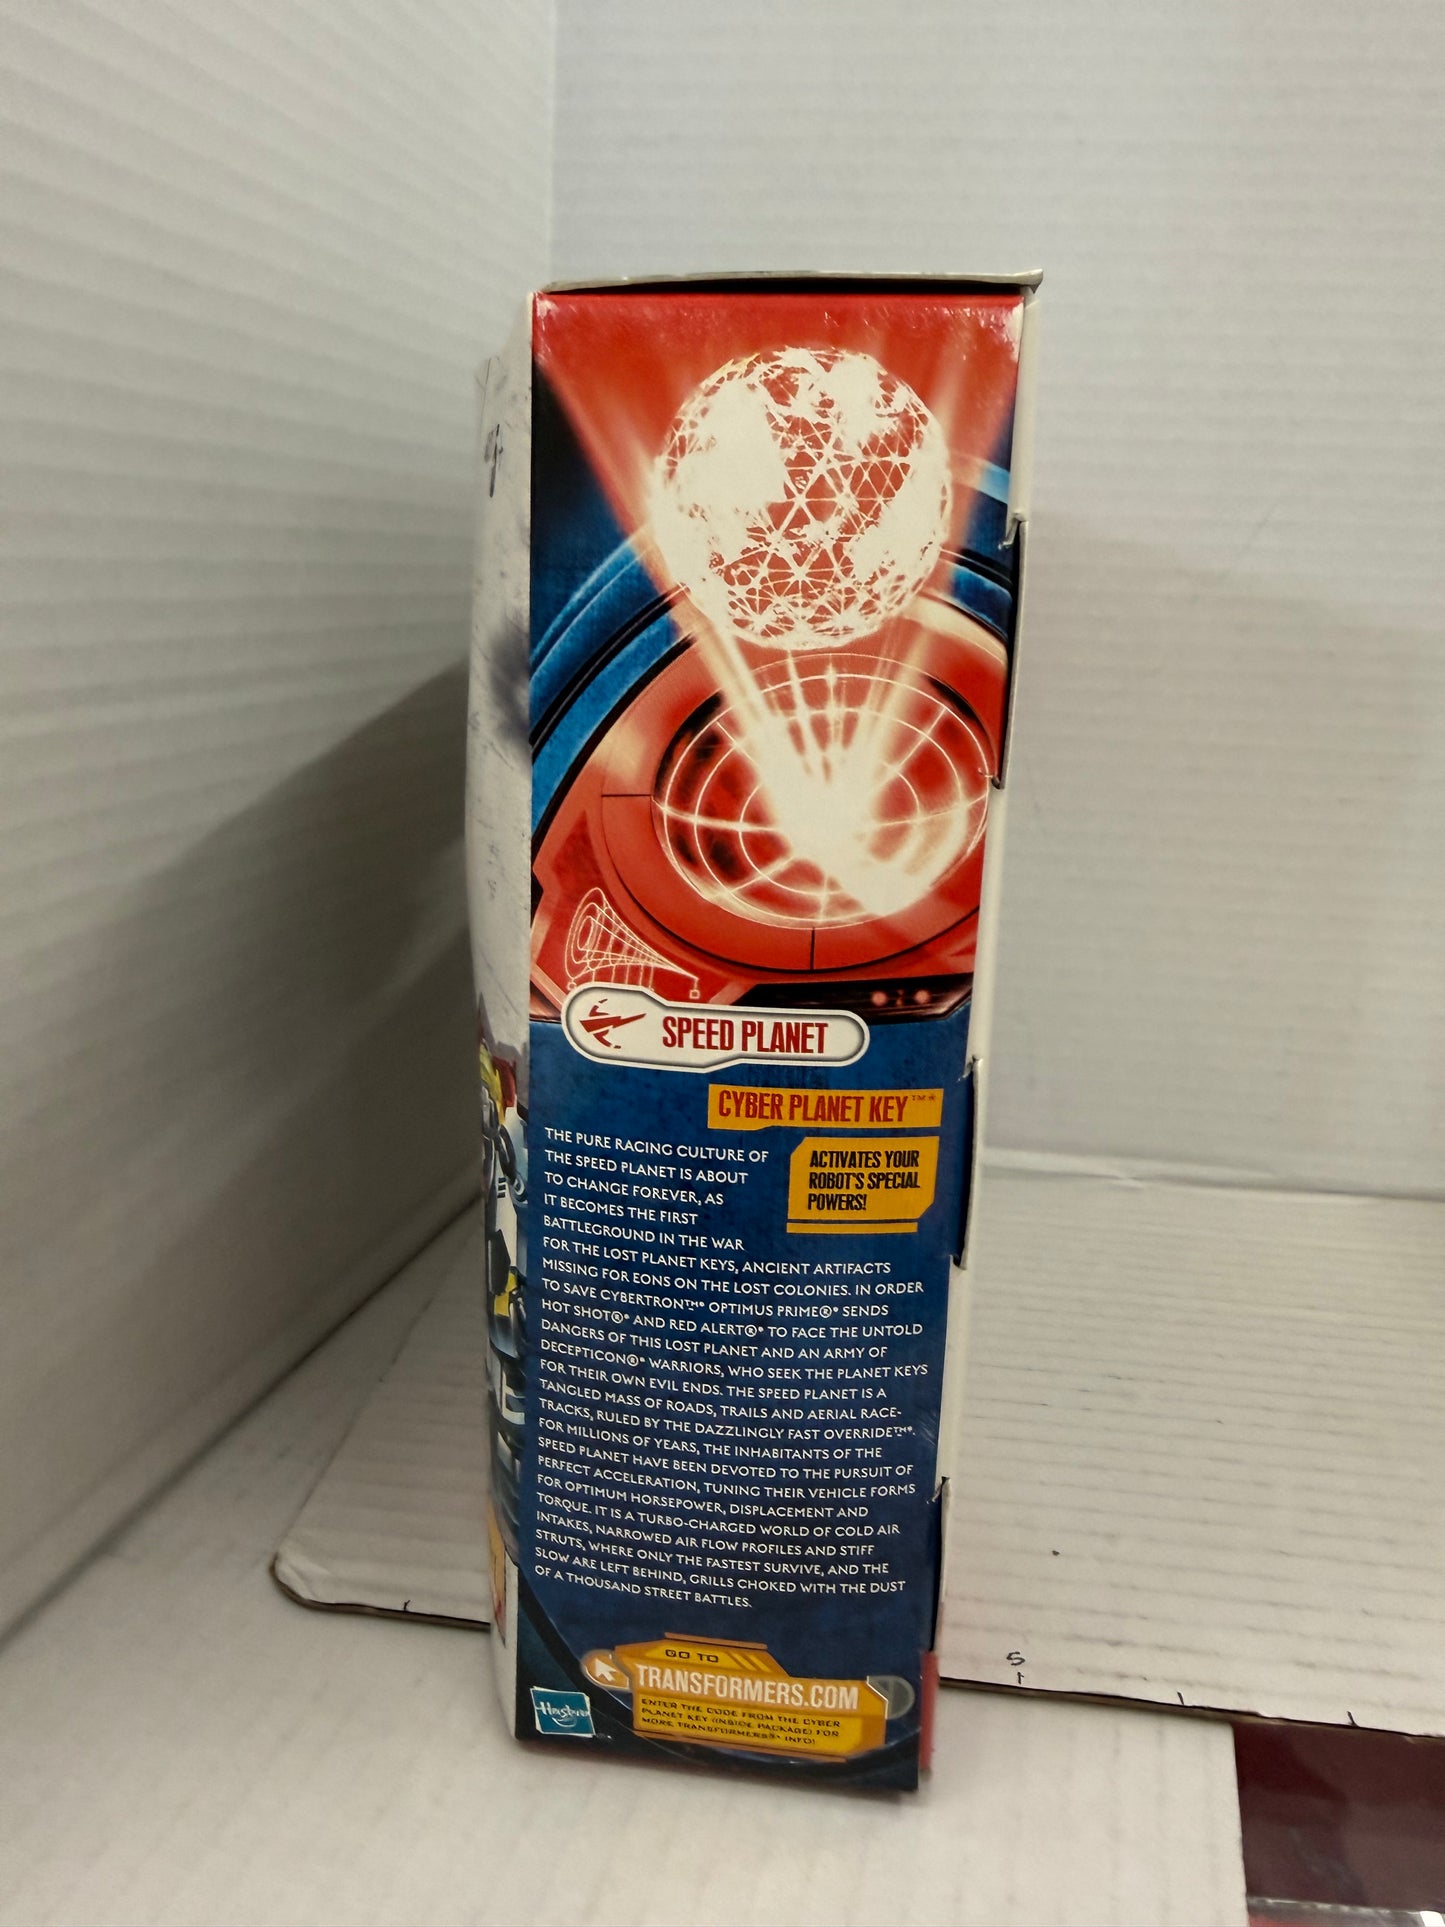 SPEED PLANET
CYBER PLANET KEY™*
ACTIVATES YOUR
ROBOT'S SPECIAL
POWERS!
THE PURE RACING CULTURE OF
THE SPEED PLANET IS ABOUT
TO CHANGE FOREVER, AS
IT BECOMES THE FIRST
BATTLEGROUND IN THE WAR
FOR THE LOST PLANET KEYS, ANCIENT ARTIFACTS
MISSING FOR EONS ON THE LOST COLONIES. IN ORDER
TO SAVE CYBERTRON™* OPTIMUS PRIME®* SENDS
HOT SHOT®* AND RED ALERT®* TO FACE THE UNTOLD
DANGERS OF THIS LOST PLANET AND AN ARMY OF
DECEPTICON®* WARRIORS, WHO SEEK THE PLANET KEYS
FOR THEIR OWN EVIL ENDS. THE SPEED PLANET IS A
TANGLED MASS OF ROADS, TRAILS AND AERIAL RACE-
TRACKS, RULED BY THE DAZZLINGLY FAST OVERRIDE™*.
FOR MILLIONS OF YEARS, THE INHABITANTS OF THE
SPEED PLANET HAVE BEEN DEVOTED TO THE PURSUIT OF
PERFECT ACCELERATION, TUNING THEIR VEHICLE FORMS
FOR OPTIMUM HORSEPOWER, DISPLACEMENT AND
TORQUE. IT IS A TURBO-CHARGED WORLD OF COLD AIR
INTAKES, NARROWED AIR FLOW PROFILES AND STIFF
STRUTS, WHERE ONLY THE FASTEST SURVIVE, AND THE
SLOW ARE LEFT BEHIND, GRILLS CHOKED WITH THE DUST
OF A THOUSAND STREET BATTLES.
GO TO
TRANSFORMERS.COM
ENTER THE CODE FROM THE CYBER
PLANET KEY (INSIDE PACKAGE) FOR
MORE TRANSFORMERS®* INFO!
Hasbro
5